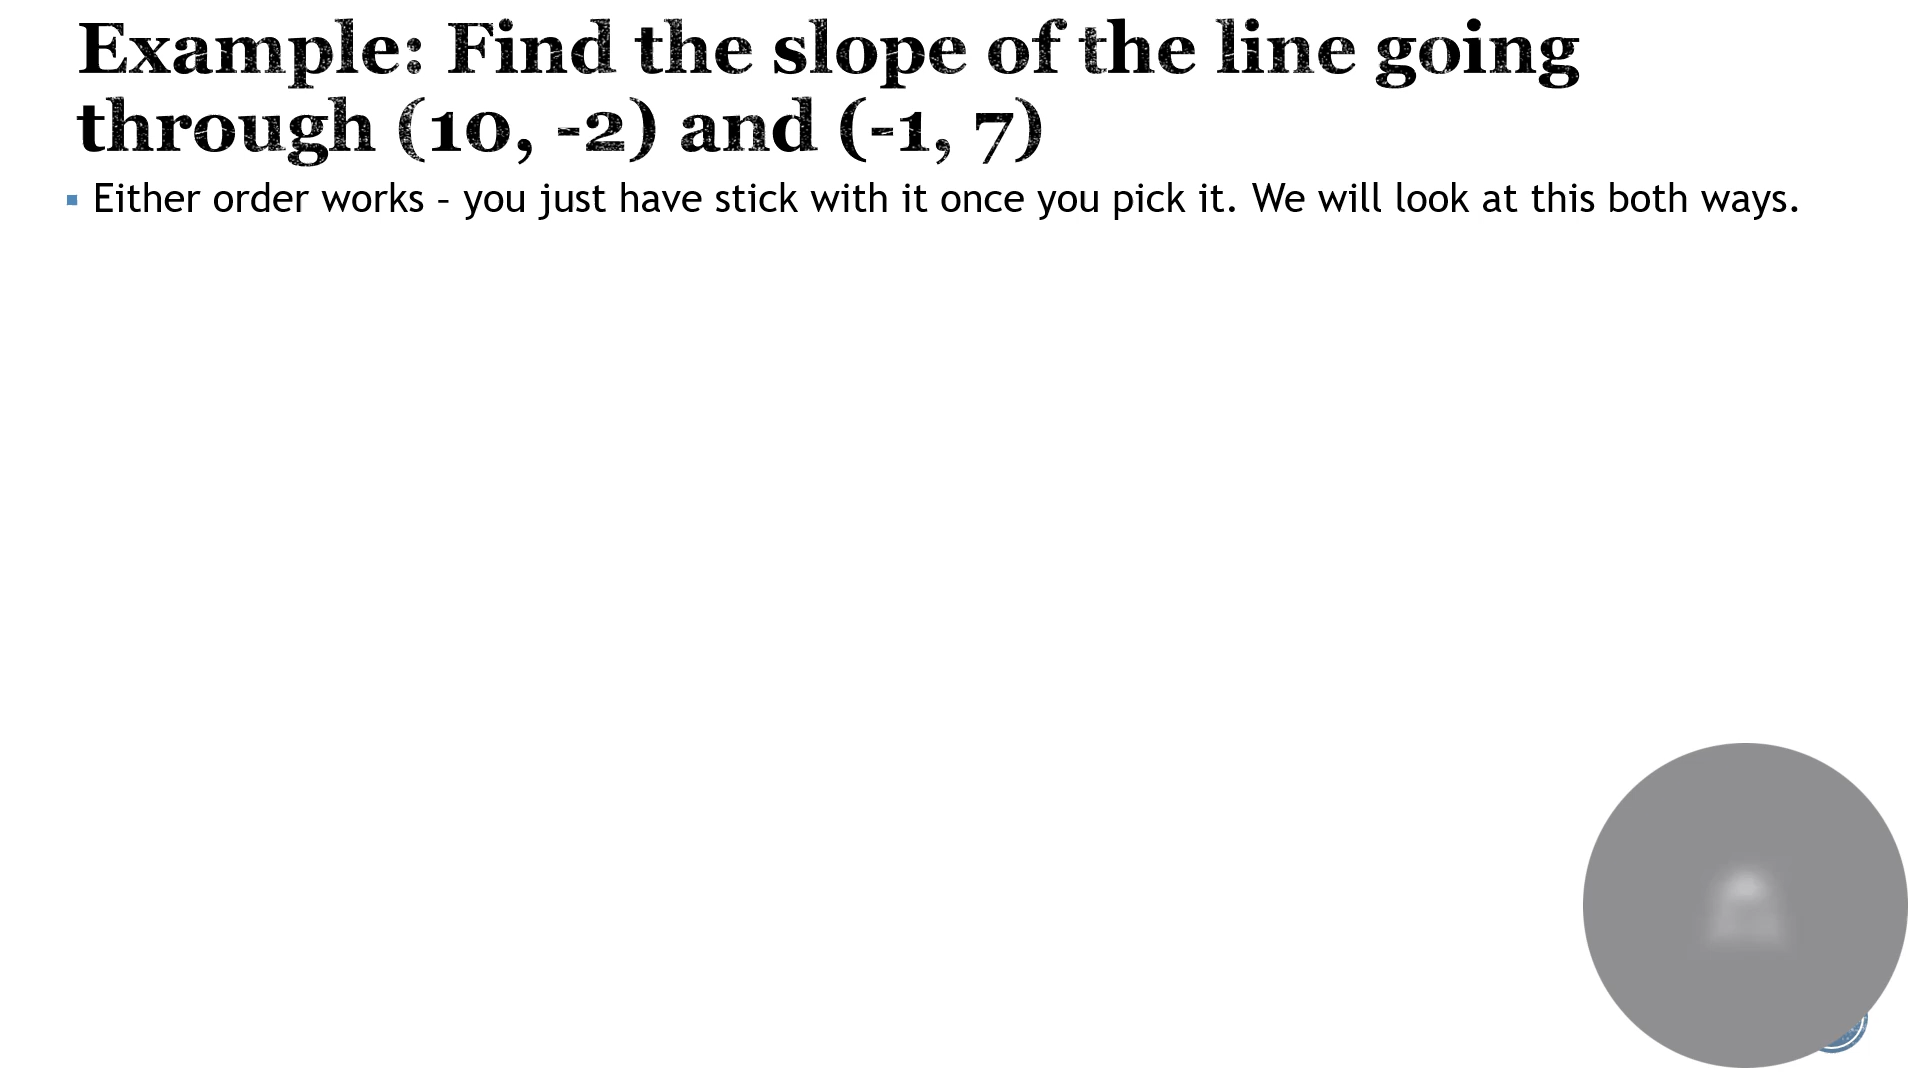 Example: Find the slope of the line going
through (10, -2) and (-1, 7)
Either order works – you just have stick with it once you pick it. We will look at this both ways.